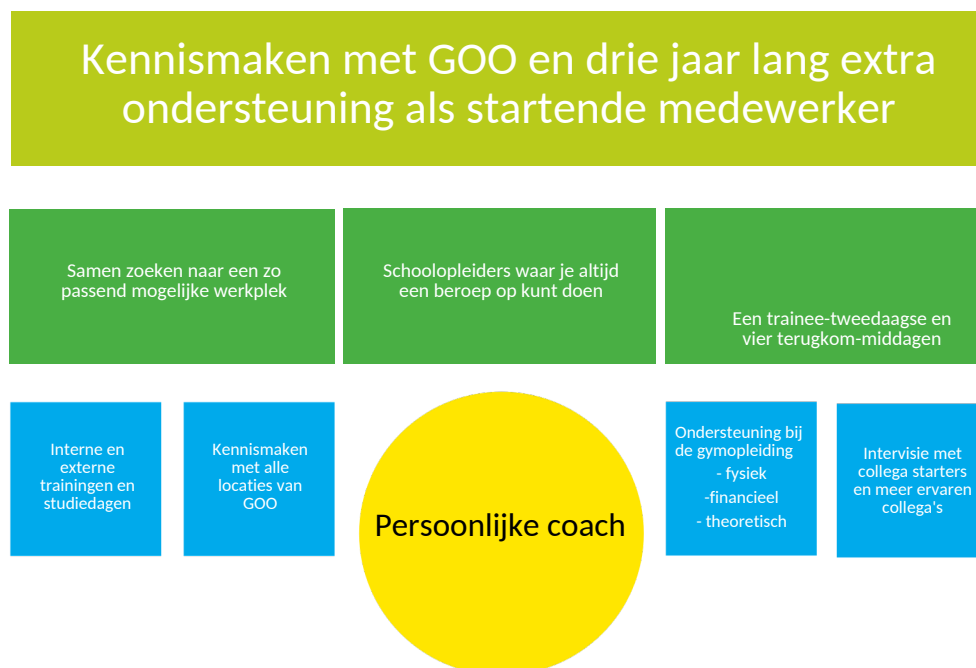 Kennismaken met GOO en drie jaar lang extra
ondersteuning als startende medewerker
Samen zoeken naar een zo
passend mogelijke werkplek
Schoolopleiders waar je altijd
een beroep op kunt doen
Een trainee-tweedaagse en
vier terugkom-middagen
Interne en
externe
trainingen en
studiedagen
Kennismaken
met alle
locaties van
GOO
Persoonlijke coach
Ondersteuning bij
de gymopleiding
- fysiek
-financieel
- theoretisch
Intervisie met
collega starters
en meer ervaren
collega's